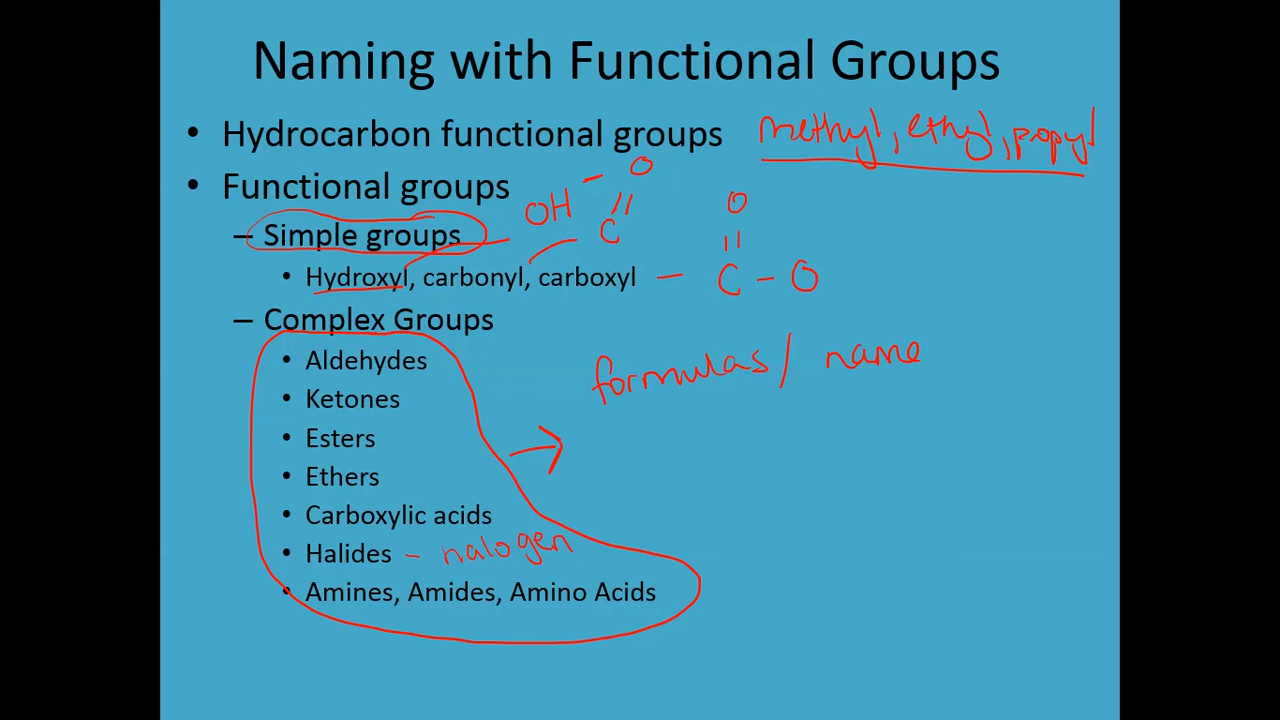 Naming with Functional Groups
• Hydrocarbon functional groups methyl, ethyl, propyl
• Functional groups
– Simple groups OH – O
C O
• Hydroxyl, carbonyl, carboxyl – C – O
– Complex Groups
• Aldehydes formulas / name
• Ketones
• Esters
• Ethers
• Carboxylic acids
• Halides – halogen
• Amines, Amides, Amino Acids